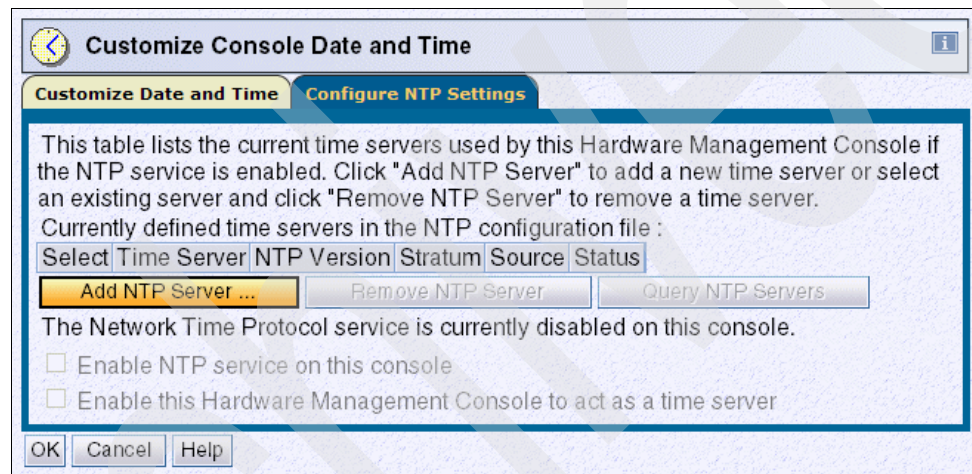 Customize Console Date and Time
i
Customize Date and Time Configure NTP Settings
This table lists the current time servers used by this Hardware Management Console if
the NTP service is enabled. Click "Add NTP Server" to add a new time server or select
an existing server and click "Remove NTP Server" to remove a time server.
Currently defined time servers in the NTP configuration file :
Select Time Server NTP Version Stratum Source Status
Add NTP Server ... Remove NTP Server Query NTP Servers
The Network Time Protocol service is currently disabled on this console.
Enable NTP service on this console
Enable this Hardware Management Console to act as a time server
OK Cancel Help